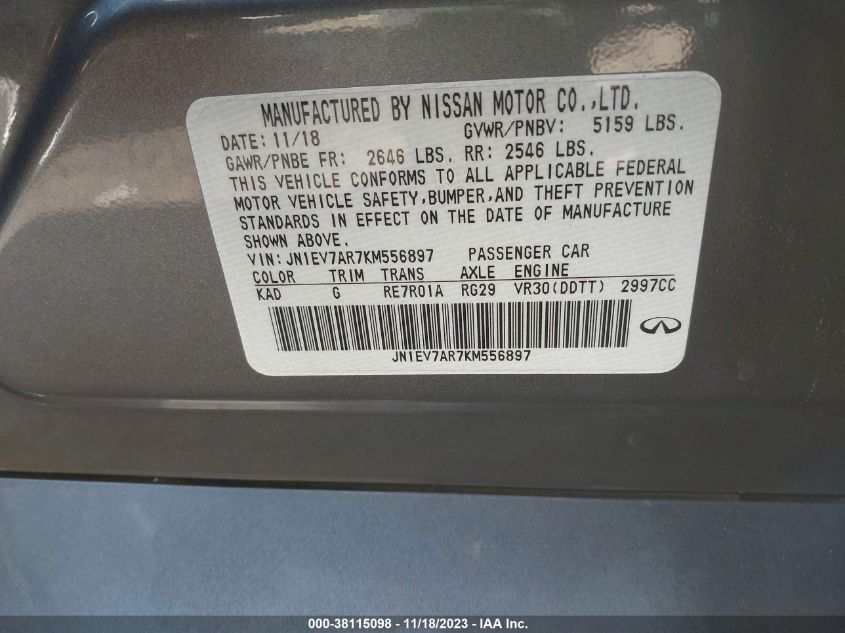 MANUFACTURED BY NISSAN MOTOR CO.,LTD.
DATE: 11/18 GVWR/PNBV: 5159 LBS.
GAWR/PNBE FR: 2646 LBS. RR: 2546 LBS.
THIS VEHICLE CONFORMS TO ALL APPLICABLE FEDERAL
MOTOR VEHICLE SAFETY,BUMPER,AND THEFT PREVENTION
STANDARDS IN EFFECT ON THE DATE OF MANUFACTURE
SHOWN ABOVE.
VIN:JN1EV7AR7KM556897 PASSENGER CAR
COLOR TRIM TRANS AXLE ENGINE
KAD G RE7R01A RG29 VR30(DDTT) 2997CC
JN1EV7AR7KM556897
000-38115098 - 11/18/2023 - IAA Inc.